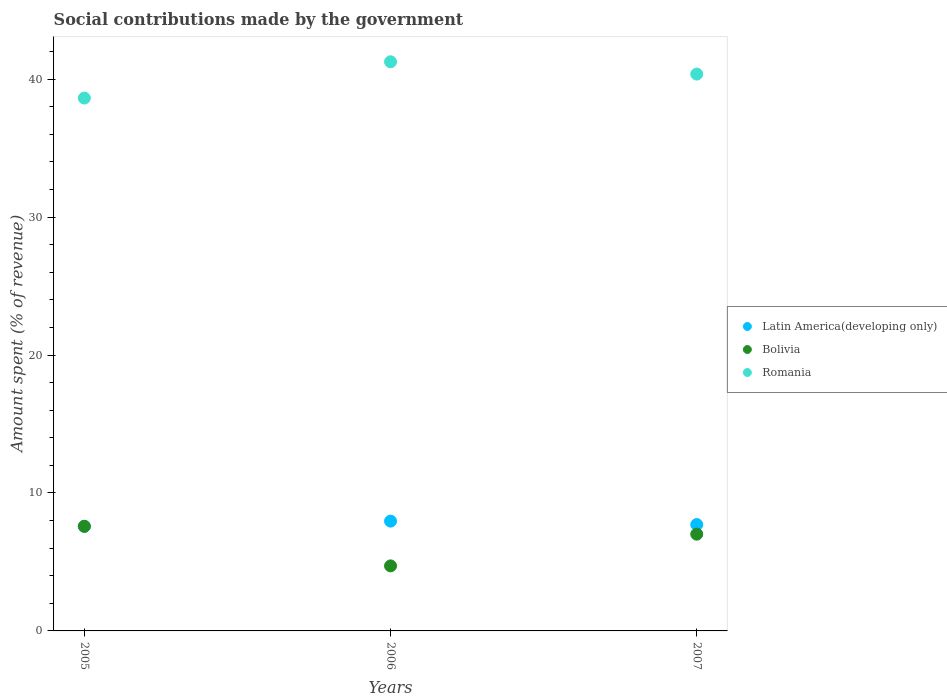 Social contributions made by the government
Amount spent (% of revenue)
40
30
20
10
0
2005
2006
2007
Years
Latin America(developing only)
Bolivia
Romania